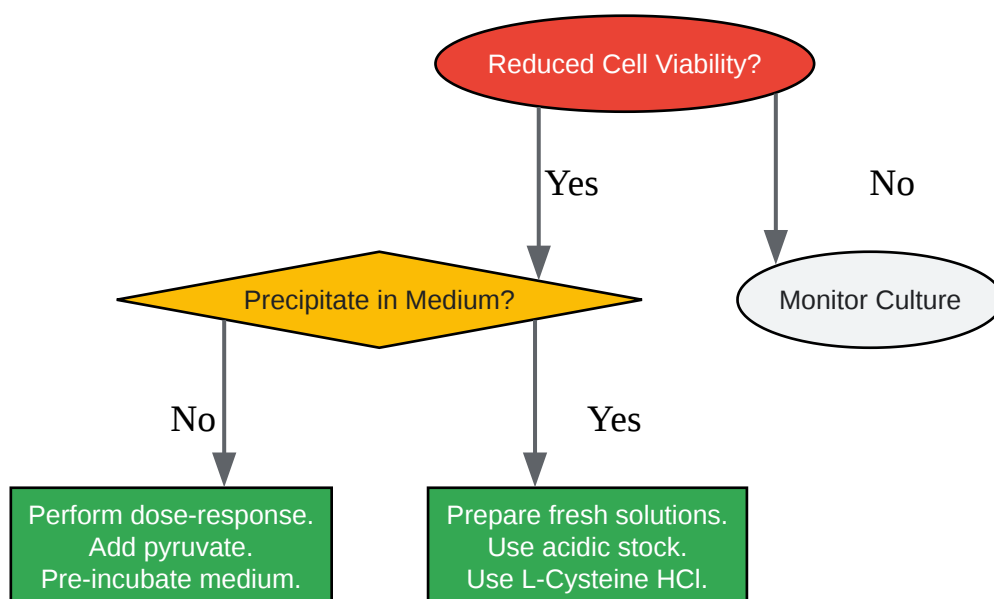 Reduced Cell Viability?
Yes
No
Precipitate in Medium?
Monitor Culture
No
Yes
Perform dose-response.
Add pyruvate.
Pre-incubate medium.
Prepare fresh solutions.
Use acidic stock.
Use L-Cysteine HCl.